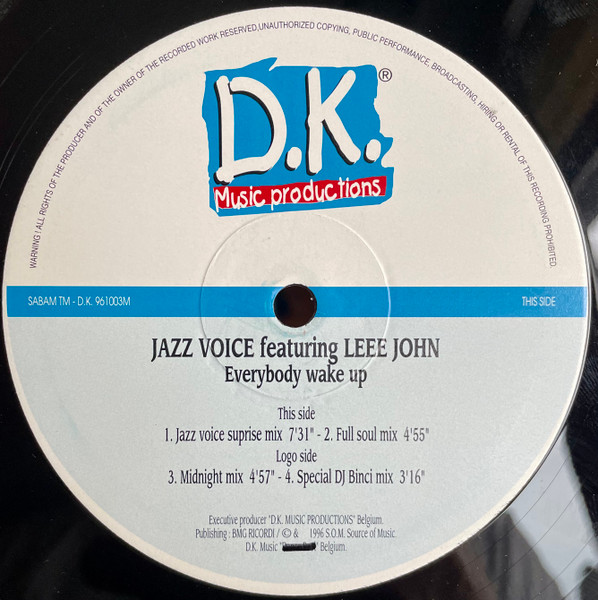 WARNING ! ALL RIGHTS OF THE PRODUCER AND OF THE OWNER OF THE RECORDED WORK RESERVED,UNAUTHORIZED COPYING, PUBLIC PERFORMANCE, BROADCASTING, HIRING OR RENTAL OF THIS RECORDING PROHIBITED.
D.K.®
Music productions
SABAM TM - D.K. 961003M THIS SIDE
JAZZ VOICE featuring LEEE JOHN
Everybody wake up
This side
1. Jazz voice suprise mix 7'31" - 2. Full soul mix 4'55"
Logo side
3. Midnight mix 4'57" - 4. Special DJ Binci mix 3'16"
Executive producer "D.K. MUSIC PRODUCTIONS" Belgium.
Publishing : BMG RICORDI / © & 1996 S.O.M. Source of Music.
D.K. Music Belgium.